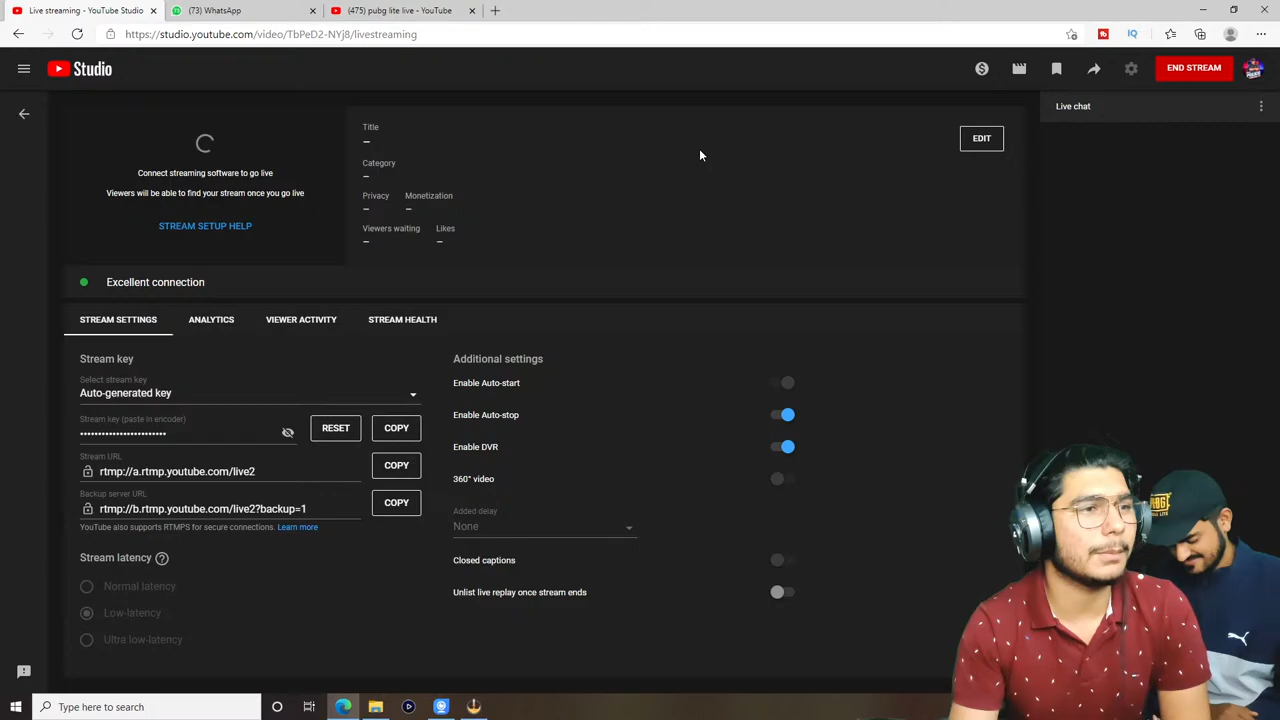 Live streaming - YouTube Studio
(73) WhatsApp
(475) pubg lite live - YouTube
https://studio.youtube.com/video/TbPeD2-NYj8/livestreaming
IQ
Studio
END STREAM
Live chat
Title
–
EDIT
Connect streaming software to go live
Viewers will be able to find your stream once you go live
STREAM SETUP HELP
Category
–
Privacy Monetization
– –
Viewers waiting Likes
– –
Excellent connection
STREAM SETTINGS ANALYTICS VIEWER ACTIVITY STREAM HEALTH
Stream key
Select stream key
Auto-generated key
Stream key (paste in encoder)
RESET COPY
Stream URL
rtmp://a.rtmp.youtube.com/live2
COPY
Backup server URL
rtmp://b.rtmp.youtube.com/live2?backup=1
COPY
YouTube also supports RTMPS for secure connections. Learn more
Stream latency
Normal latency
Low-latency
Ultra low-latency
Additional settings
Enable Auto-start
Enable Auto-stop
Enable DVR
360° video
Added delay
None
Closed captions
Unlist live replay once stream ends
PUBG
Type here to search